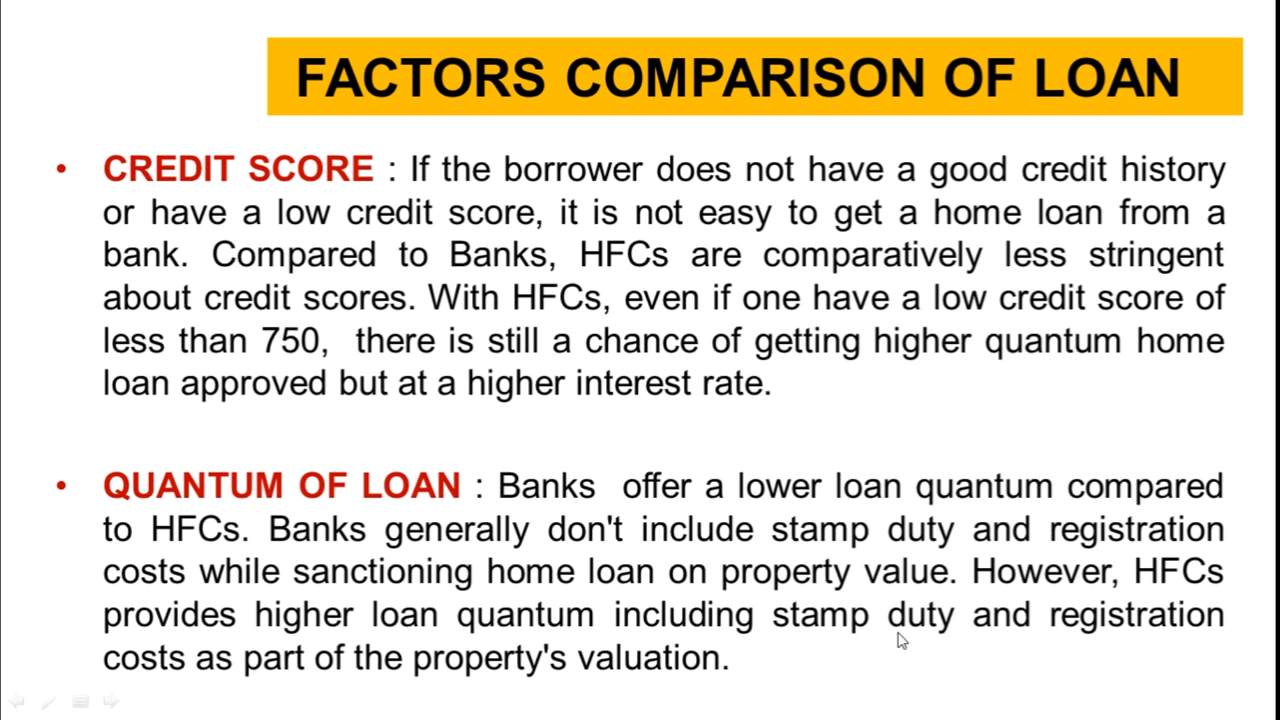 FACTORS COMPARISON OF LOAN
• CREDIT SCORE : If the borrower does not have a good credit history
or have a low credit score, it is not easy to get a home loan from a
bank. Compared to Banks, HFCs are comparatively less stringent
about credit scores. With HFCs, even if one have a low credit score of
less than 750, there is still a chance of getting higher quantum home
loan approved but at a higher interest rate.
• QUANTUM OF LOAN : Banks offer a lower loan quantum compared
to HFCs. Banks generally don't include stamp duty and registration
costs while sanctioning home loan on property value. However, HFCs
provides higher loan quantum including stamp duty and registration
costs as part of the property's valuation.